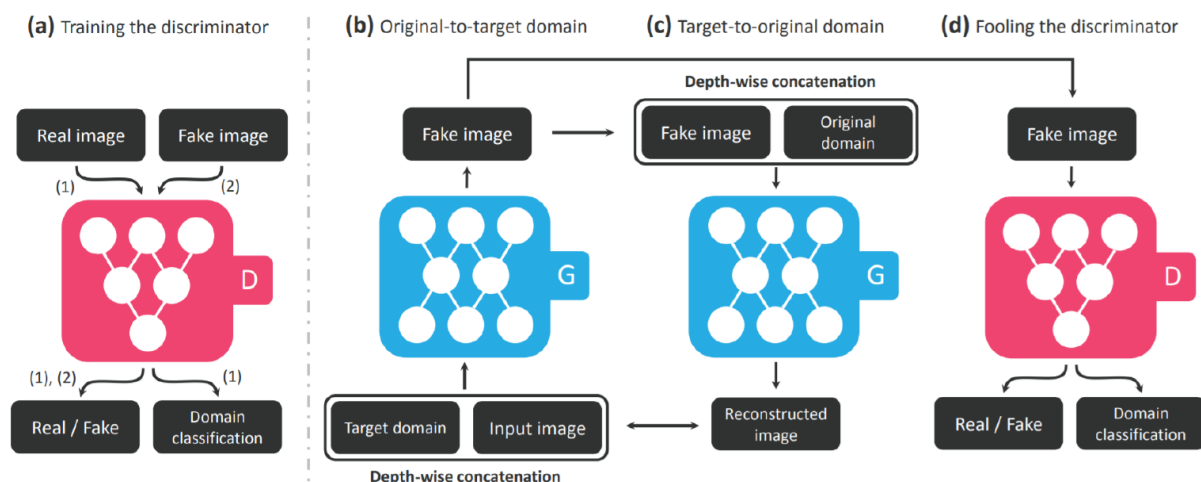 (a) Training the discriminator
(b) Original-to-target domain
(c) Target-to-original domain
(d) Fooling the discriminator
Real image
Fake image
(1)
(2)
D
(1), (2)
(1)
Real / Fake
Domain
classification
Fake image
G
Target domain
Input image
Depth-wise concatenation
Depth-wise concatenation
Fake image
Original
domain
G
Reconstructed
image
Fake image
D
Real / Fake
Domain
classification